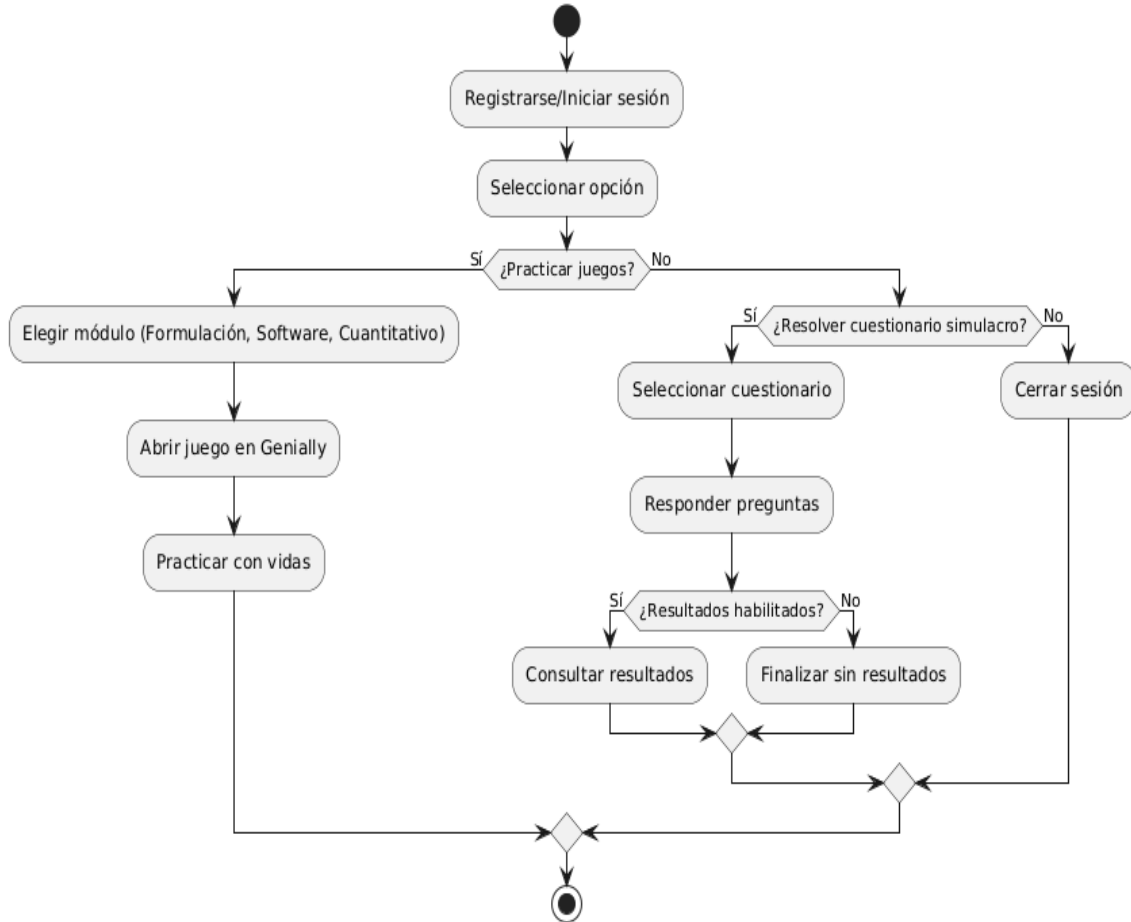 Registrarse/Iniciar sesión
Seleccionar opción
Sí
¿Practicar juegos?
No
Elegir módulo (Formulación, Software, Cuantitativo)
Abrir juego en Genially
Practicar con vidas
Sí
¿Resolver cuestionario simulacro?
No
Seleccionar cuestionario
Responder preguntas
Sí
¿Resultados habilitados?
No
Consultar resultados
Finalizar sin resultados
Cerrar sesión